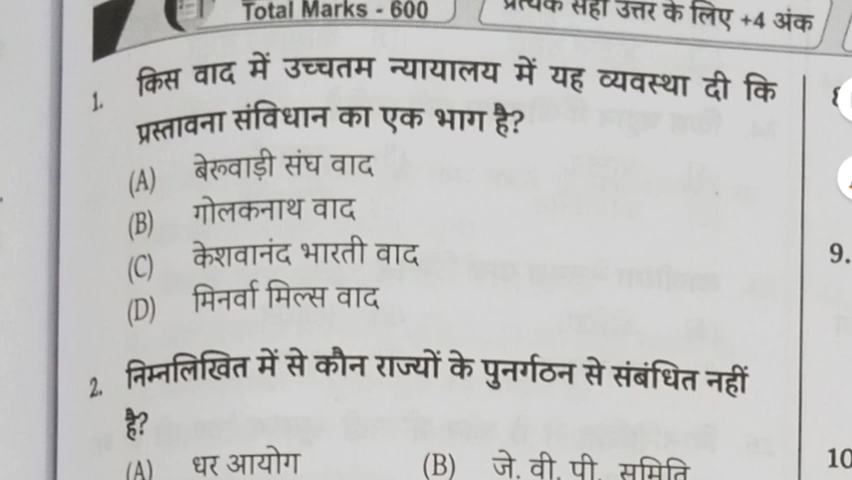 Total Marks - 600
प्रत्येक सही उत्तर के लिए +4 अंक
1. किस वाद में उच्चतम न्यायालय में यह व्यवस्था दी कि
प्रस्तावना संविधान का एक भाग है?
(A) बेरूवाड़ी संघ वाद
(B) गोलकनाथ वाद
(C) केशवानंद भारती वाद
(D) मिनर्वा मिल्स वाद
2. निम्नलिखित में से कौन राज्यों के पुनर्गठन से संबंधित नहीं
है?
(A) धर आयोग (B) जे. वी. पी. समिति
9.
10